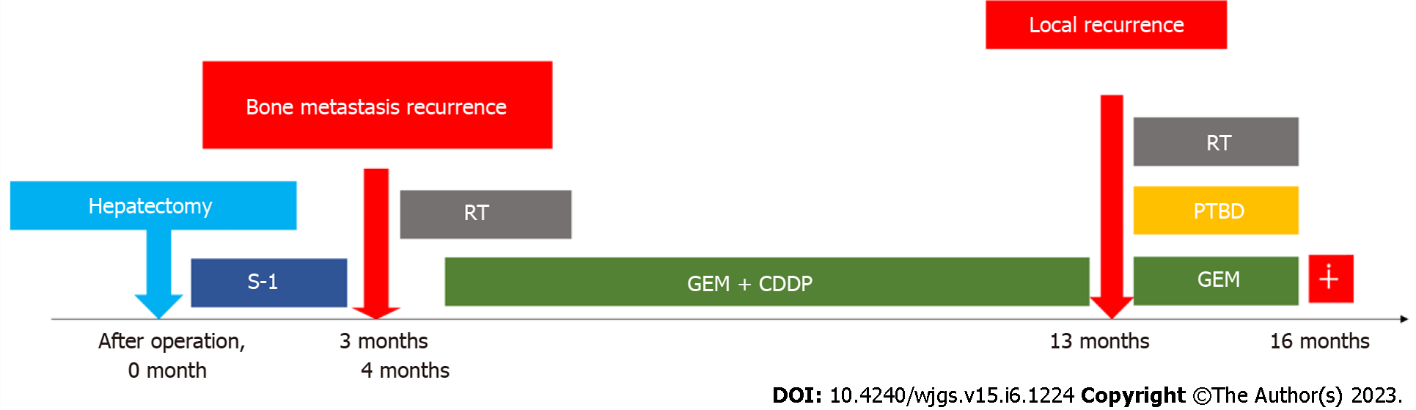 Local recurrence
Bone metastasis recurrence
RT
Hepatectomy
RT
PTBD
S-1
GEM + CDDP
GEM
After operation,
0 month
3 months
4 months
13 months
16 months
DOI: 10.4240/wjgs.v15.i6.1224 Copyright ©The Author(s) 2023.